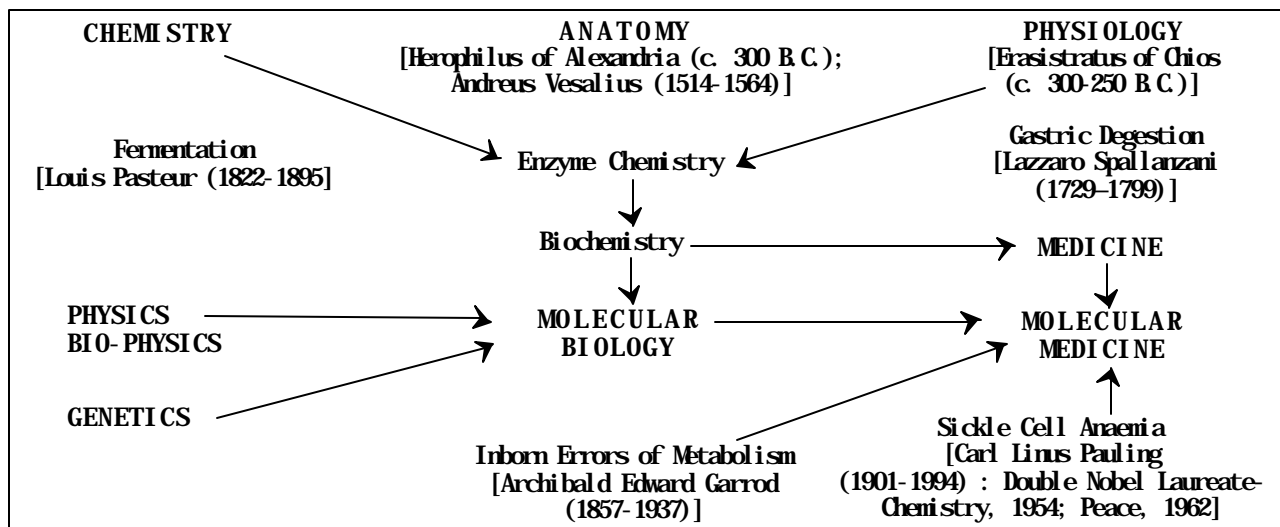 CHEMISTRY
ANATOMY
[Herophilus of Alexandria (c. 300 B.C.);
Andreus Vesalius (1514-1564)]
PHYSIOLOGY
[Erasistratus of Chios
(c. 300-250 B.C.)]
Fermentation
[Louis Pasteur (1822-1895]
Enzyme Chemistry
Gastric Degestion
[Lazzaro Spallanzani
(1729–1799)]
Biochemistry
MEDICINE
PHYSICS
BIO-PHYSICS
MOLECULAR
BIOLOGY
MOLECULAR
MEDICINE
GENETICS
Inborn Errors of Metabolism
[Archibald Edward Garrod
(1857-1937)]
Sickle Cell Anaemia
[Carl Linus Pauling
(1901-1994) : Double Nobel Laureate-
Chemistry, 1954; Peace, 1962]